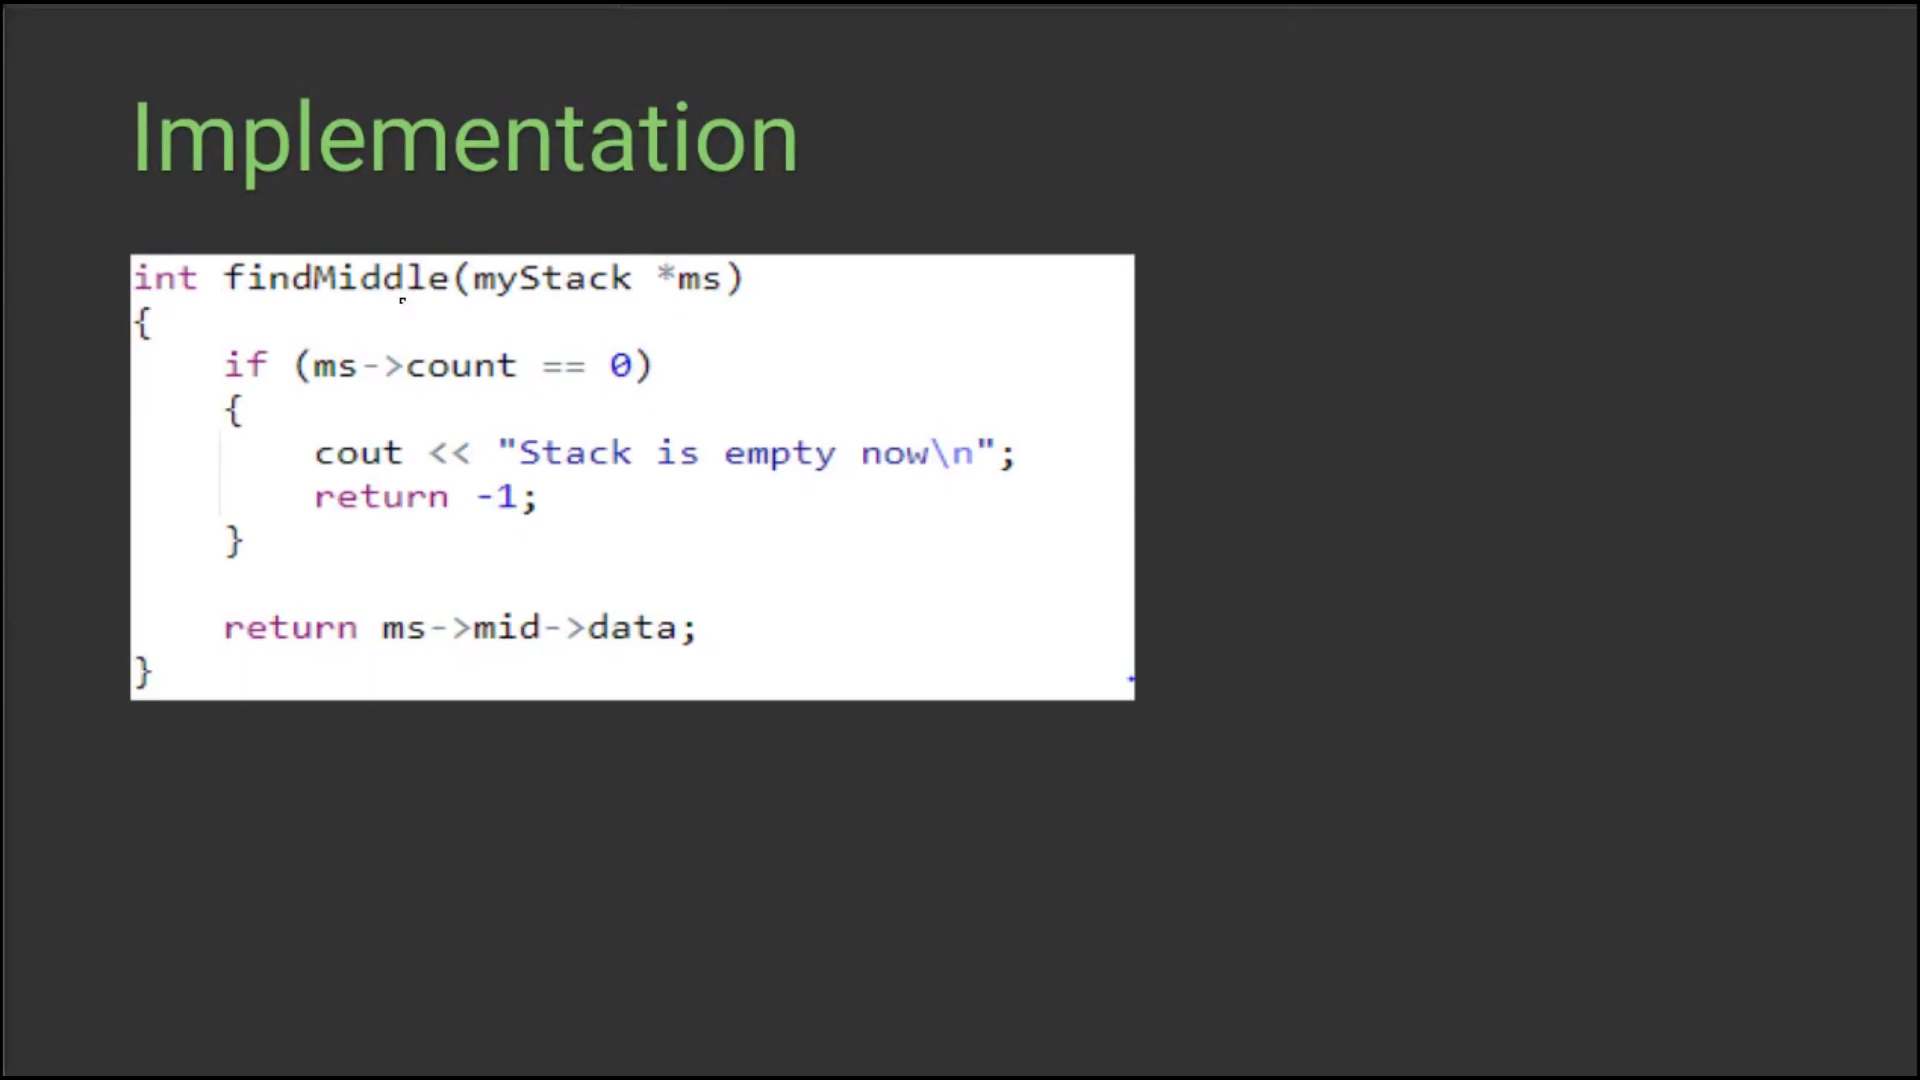 Implementation
int findMiddle(myStack *ms)
{
    if (ms->count == 0)
    {
        cout << "Stack is empty now\n";
        return -1;
    }

    return ms->mid->data;
}